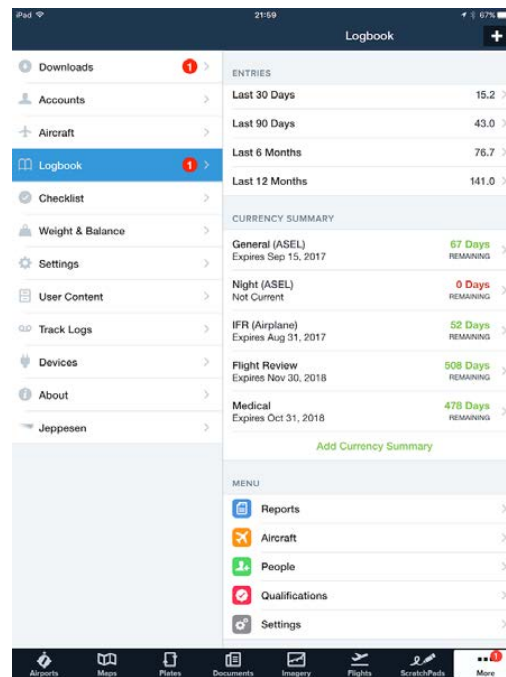 iPad 21:59 67%
Logbook
Downloads 1
Accounts
Aircraft
Logbook 1
Checklist
Weight & Balance
Settings
User Content
Track Logs
Devices
About
Jeppesen
ENTRIES
Last 30 Days 15.2
Last 90 Days 43.0
Last 6 Months 76.7
Last 12 Months 141.0
CURRENCY SUMMARY
General (ASEL) 67 Days
Expires Sep 15, 2017 REMAINING
Night (ASEL) 0 Days
Not Current REMAINING
IFR (Airplane) 52 Days
Expires Aug 31, 2017 REMAINING
Flight Review 508 Days
Expires Nov 30, 2018 REMAINING
Medical 478 Days
Expires Oct 31, 2018 REMAINING
Add Currency Summary
MENU
Reports
Aircraft
People
Qualifications
Settings
Airports Maps Plates Documents Imagery Flights ScratchPads More 1